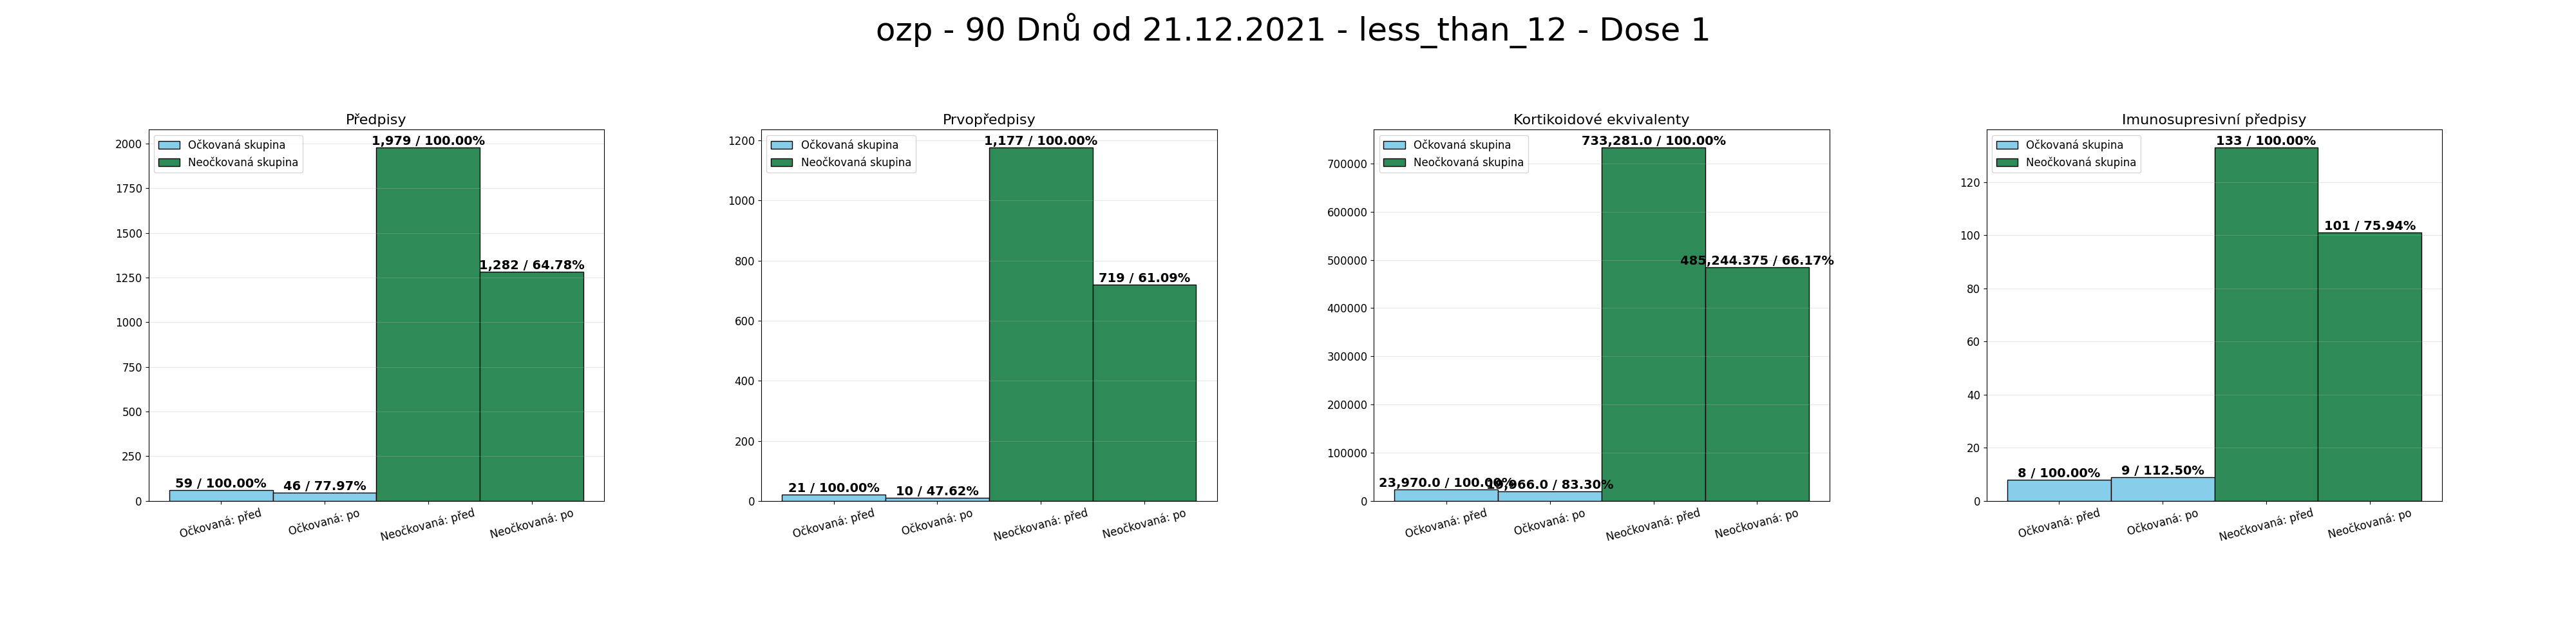 ozp - 90 Dnů od 21.12.2021 - less_than_12 - Dose 1
Předpisy
Očkovaná skupina
Neočkovaná skupina
2000
1750
1500
1250
1000
750
500
250
0
59 / 100.00%
46 / 77.97%
1,979 / 100.00%
1,282 / 64.78%
Očkovaná: před
Očkovaná: po
Neočkovaná: před
Neočkovaná: po
Prvopředpisy
Očkovaná skupina
Neočkovaná skupina
1200
1000
800
600
400
200
0
21 / 100.00%
10 / 47.62%
1,177 / 100.00%
719 / 61.09%
Očkovaná: před
Očkovaná: po
Neočkovaná: před
Neočkovaná: po
Kortikoidové ekvivalenty
Očkovaná skupina
Neočkovaná skupina
700000
600000
500000
400000
300000
200000
100000
0
23,970.0 / 100.00%
19,966.0 / 83.30%
733,281.0 / 100.00%
485,244.375 / 66.17%
Očkovaná: před
Očkovaná: po
Neočkovaná: před
Neočkovaná: po
Imunosupresivní předpisy
Očkovaná skupina
Neočkovaná skupina
120
100
80
60
40
20
0
8 / 100.00%
9 / 112.50%
133 / 100.00%
101 / 75.94%
Očkovaná: před
Očkovaná: po
Neočkovaná: před
Neočkovaná: po